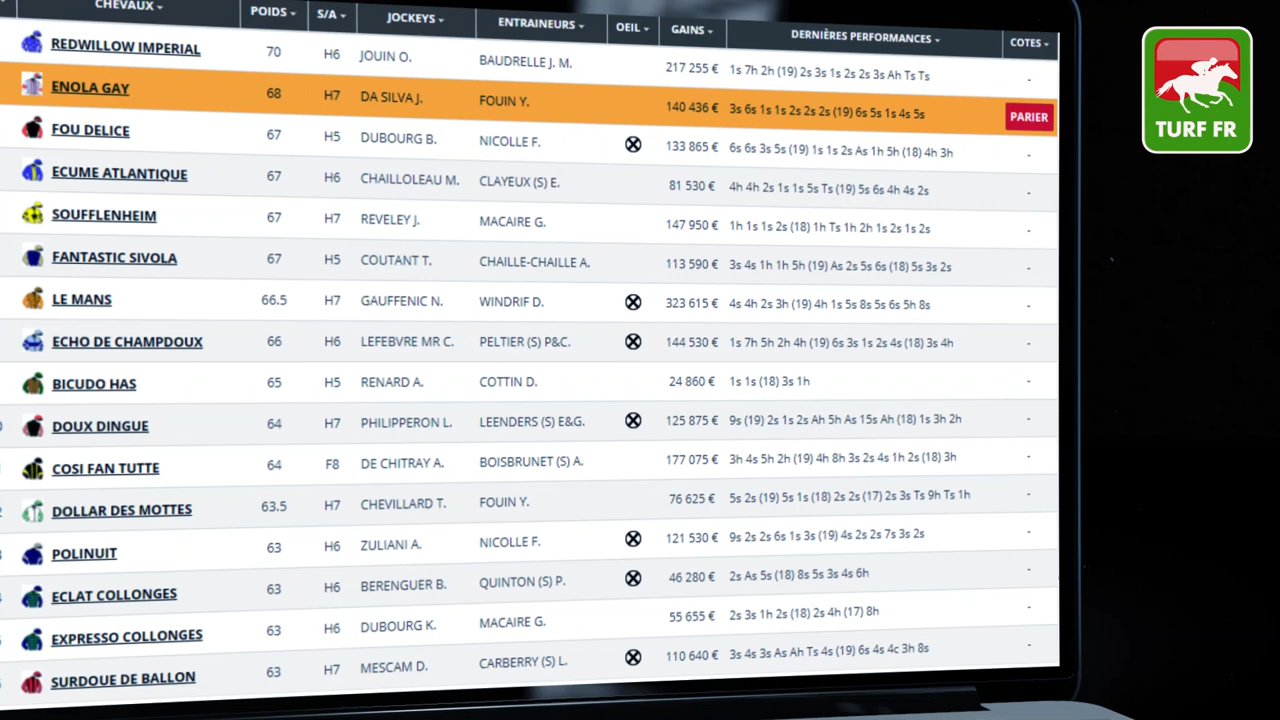 CHEVAUX POIDS S/A JOCKEYS ENTRAINEURS OEIL GAINS DERNIÈRES PERFORMANCES COTES
REDWILLOW IMPERIAL 70 H6 JOUIN O. BAUDRELLE J. M. 217 255 € 1s 7h 2h (19) 2s 3s 1s 2s 2s 3s Ah Ts Ts -
ENOLA GAY 68 H7 DA SILVA J. FOUIN Y. 140 436 € 3s 6s 1s 1s 2s 2s 2s (19) 6s 5s 1s 4s 5s PARIER
FOU DELICE 67 H5 DUBOURG B. NICOLLE F. 133 865 € 6s 6s 3s 5s (19) 1s 1s 2s As 1h 5h (18) 4h 3h -
ECUME ATLANTIQUE 67 H6 CHAILLOLEAU M. CLAYEUX (S) E. 81 530 € 4h 4h 2s 1s 1s 5s Ts (19) 5s 6s 4h 4s 2s -
SOUFFLENHEIM 67 H7 REVELEY J. MACAIRE G. 147 950 € 1h 1s 1s 2s (18) 1h Ts 1h 2h 1s 2s 1s 2s -
FANTASTIC SIVOLA 67 H5 COUTANT T. CHAILLE-CHAILLE A. 113 590 € 3s 4s 1h 1h 5h (19) As 2s 5s 6s (18) 5s 3s 2s -
LE MANS 66.5 H7 GAUFFENIC N. WINDRIF D. 323 615 € 4s 4h 2s 3h (19) 4h 1s 5s 8s 5s 6s 5h 8s -
ECHO DE CHAMPDOUX 66 H6 LEFEBVRE MR C. PELTIER (S) P&C. 144 530 € 1s 7h 5h 2h 4h (19) 6s 3s 1s 2s 4s (18) 3s 4h -
BICUDO HAS 65 H5 RENARD A. COTTIN D. 24 860 € 1s 1s (18) 3s 1h -
DOUX DINGUE 64 H7 PHILIPPERON L. LEENDERS (S) E&G. 125 875 € 9s (19) 2s 1s 2s Ah 5h As 15s Ah (18) 1s 3h 2h -
COSI FAN TUTTE 64 F8 DE CHITRAY A. BOISBRUNET (S) A. 177 075 € 3h 4s 5h 2h (19) 4h 8h 3s 2s 4s 1h 2s (18) 3h -
DOLLAR DES MOTTES 63.5 H7 CHEVILLARD T. FOUIN Y. 76 625 € 5s 2s (19) 5s 1s (18) 2s 2s (17) 2s 3s Ts 9h Ts 1h -
POLINUIT 63 H6 ZULIANI A. NICOLLE F. 121 530 € 9s 2s 2s 6s 1s 3s (19) 4s 2s 2s 7s 3s 2s -
ECLAT COLLONGES 63 H6 BERENGUER B. QUINTON (S) P. 46 280 € 2s As 5s (18) 8s 5s 3s 4s 6h -
EXPRESSO COLLONGES 63 H6 DUBOURG K. MACAIRE G. 55 655 € 2s 3s 1h 2s (18) 2s 4h (17) 8h -
SURDOUE DE BALLON 63 H7 MESCAM D. CARBERRY (S) L. 110 640 € 3s 4s 3s As Ah Ts 4s (19) 6s 4s 4c 3h 8s -
TURF FR